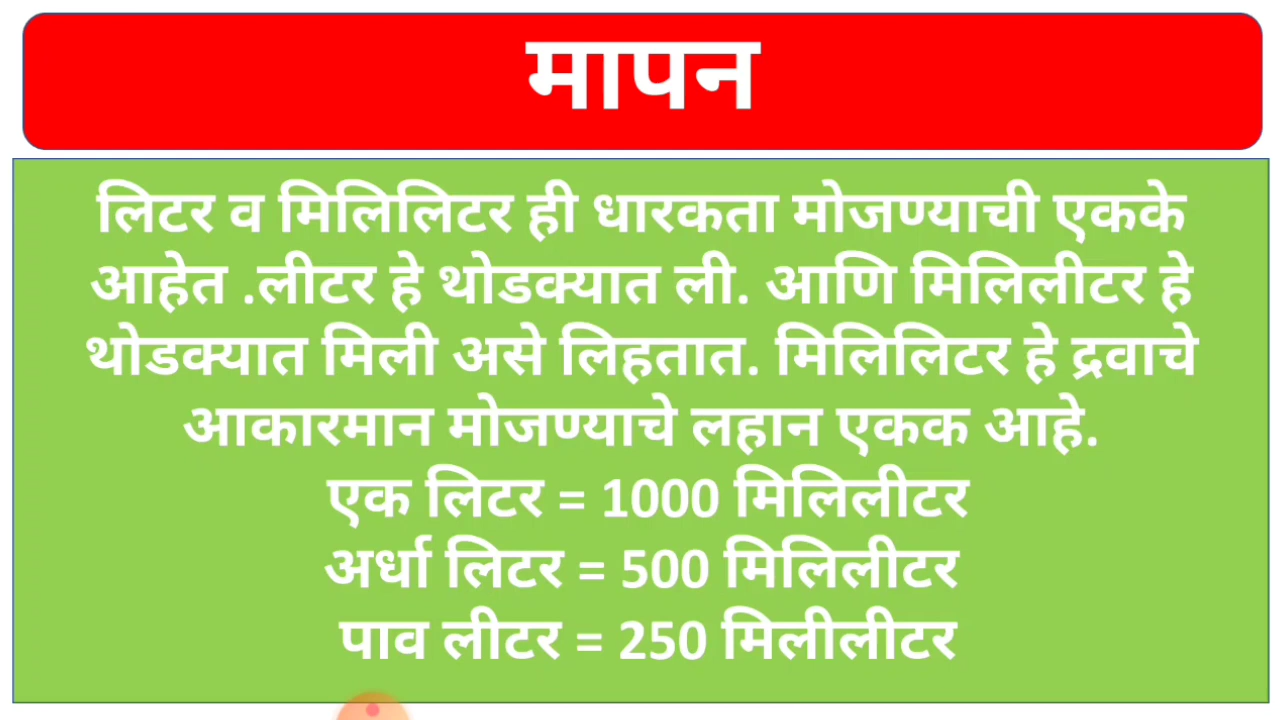 मापन
लिटर व मिलिलिटर ही धारकता मोजण्याची एकके
आहेत .लीटर हे थोडक्यात ली. आणि मिलिलीटर हे
थोडक्यात मिली असे लिहतात. मिलिलिटर हे द्रवाचे
आकारमान मोजण्याचे लहान एकक आहे.
एक लिटर = 1000 मिलिलीटर
अर्धा लिटर = 500 मिलिलीटर
पाव लीटर = 250 मिलीलीटर